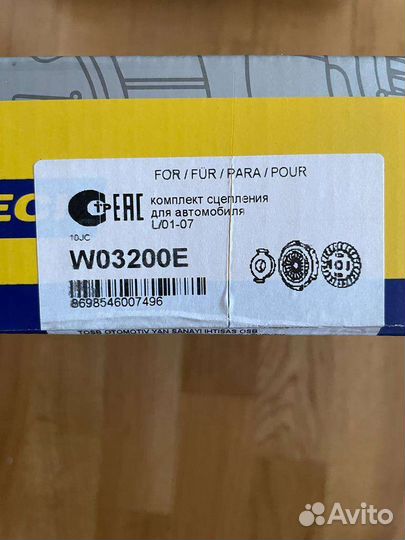 FOR / FÜR / PARA / POUR
EAC
комплект сцепления
для автомобиля
L/01-07
10JC
W03200E
8698546007496
TOSB OTOMOTIV YAN SANAYI IHTISAS OSB
Avito